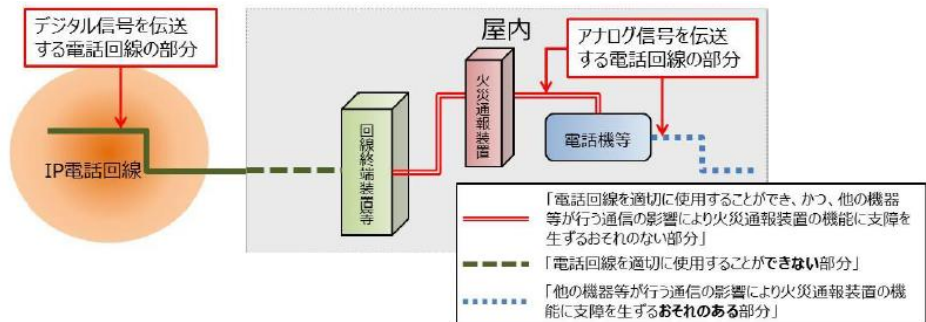 デジタル信号を伝送
する電話回線の部分
屋内
アナログ信号を伝送
する電話回線の部分
火災通報装置
回線終端装置等
電話機等
IP電話回線
「電話回線を適切に使用することができ、かつ、他の機器
等が行う通信の影響により火災通報装置の機能に支障を
生ずるおそれのない部分」
「電話回線を適切に使用することができない部分」
「他の機器等が行う通信の影響により火災通報装置の機
能に支障を生ずるおそれのある部分」